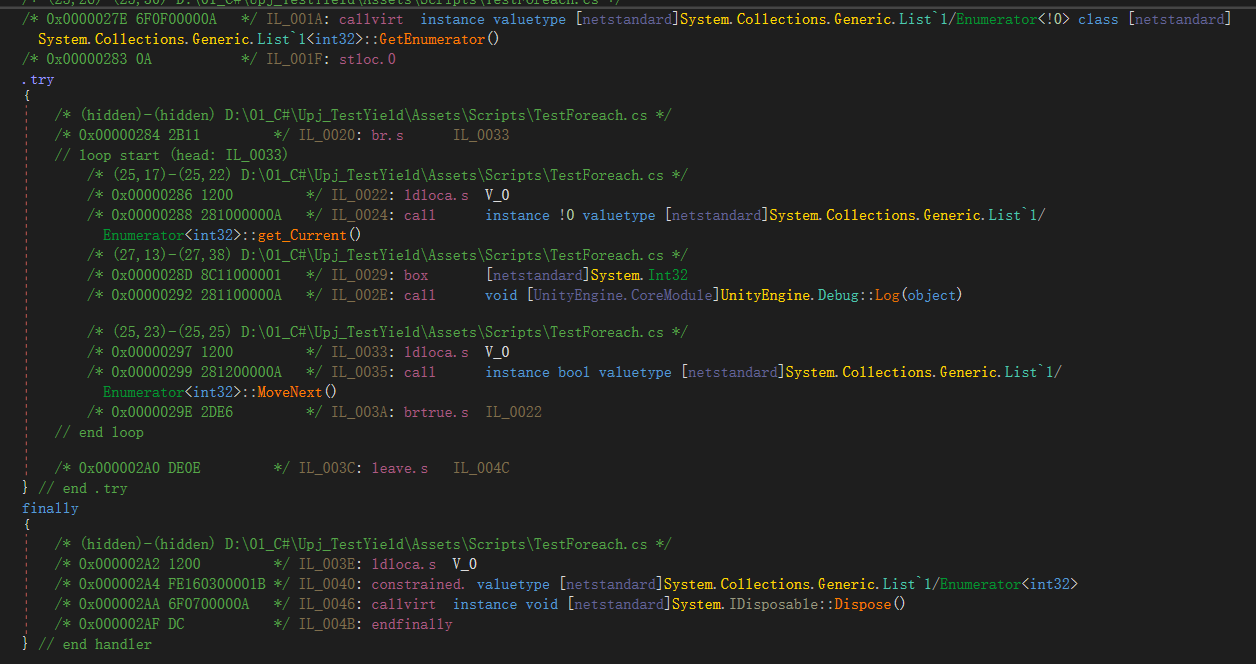 /* 0x0000027E 6F0F00000A   */ IL_001A: callvirt  instance valuetype [netstandard]System.Collections.Generic.List`1/Enumerator<!0> class [netstandard]
System.Collections.Generic.List`1<int32>::GetEnumerator()
/* 0x00000283 0A           */ IL_001F: stloc.0
.try
{
/* (hidden)-(hidden) D:\01_C#\Upj_TestYield\Assets\Scripts\TestForeach.cs */
/* 0x00000284 2B11         */ IL_0020: br.s      IL_0033
// loop start (head: IL_0033)
/* (25,17)-(25,22) D:\01_C#\Upj_TestYield\Assets\Scripts\TestForeach.cs */
/* 0x00000286 1200         */ IL_0022: ldloca.s  V_0
/* 0x00000288 281000000A   */ IL_0024: call      instance !0 valuetype [netstandard]System.Collections.Generic.List`1/
Enumerator<int32>::get_Current()
/* (27,13)-(27,38) D:\01_C#\Upj_TestYield\Assets\Scripts\TestForeach.cs */
/* 0x0000028D 8C11000001   */ IL_0029: box       [netstandard]System.Int32
/* 0x00000292 281100000A   */ IL_002E: call      void [UnityEngine.CoreModule]UnityEngine.Debug::Log(object)
/* (25,23)-(25,25) D:\01_C#\Upj_TestYield\Assets\Scripts\TestForeach.cs */
/* 0x00000297 1200         */ IL_0033: ldloca.s  V_0
/* 0x00000299 281200000A   */ IL_0035: call      instance bool valuetype [netstandard]System.Collections.Generic.List`1/
Enumerator<int32>::MoveNext()
/* 0x0000029E 2DE6         */ IL_003A: brtrue.s  IL_0022
// end loop
/* 0x000002A0 DE0E         */ IL_003C: leave.s   IL_004C
} // end .try
finally
{
/* (hidden)-(hidden) D:\01_C#\Upj_TestYield\Assets\Scripts\TestForeach.cs */
/* 0x000002A2 1200         */ IL_003E: ldloca.s  V_0
/* 0x000002A4 FE160300001B */ IL_0040: constrained. valuetype [netstandard]System.Collections.Generic.List`1/Enumerator<int32>
/* 0x000002AA 6F0700000A   */ IL_0046: callvirt  instance void [netstandard]System.IDisposable::Dispose()
/* 0x000002AF DC           */ IL_004B: endfinally
} // end handler